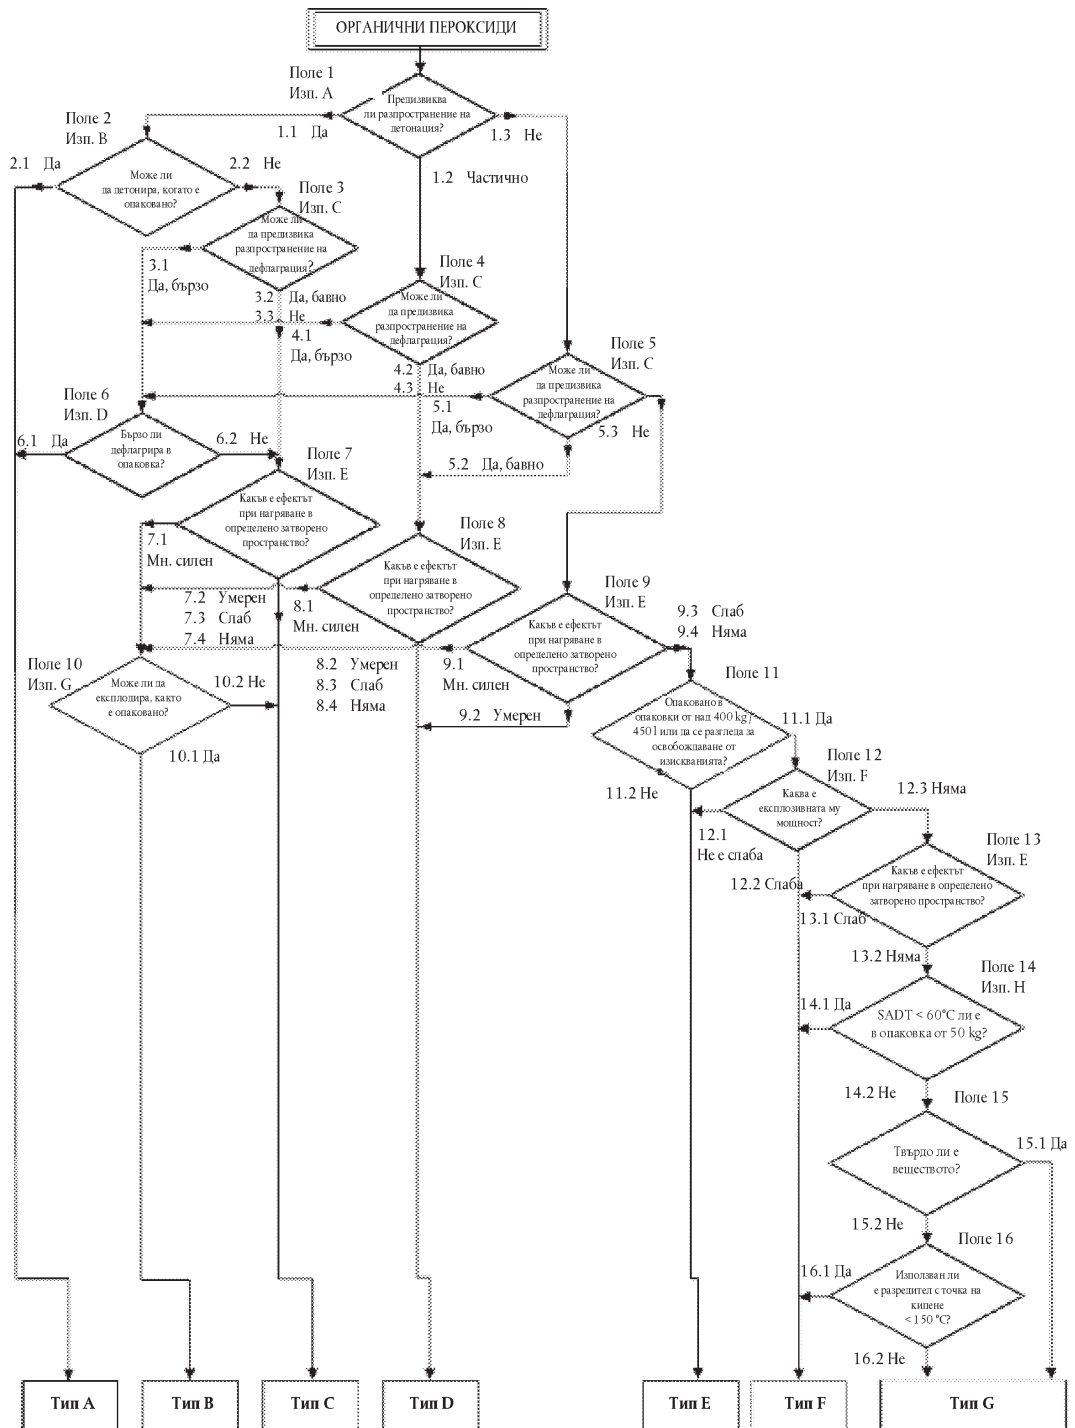 ОРГАНИЧНИ ПЕРОКСИДИ
Поле 1
Изп. A
Предизвиква
ли разпространение на
детонация?
1.1 Да
1.3 Не
1.2 Частично
Поле 2
Изп. B
2.1 Да
2.2 Не
Може ли
да детонира, когато е
опаковано?
Поле 3
Изп. C
Може ли
да предизвика
разпространение на
дефлаграция?
3.1
Да, бързо
3.2 Да, бавно
3.3 Не
Поле 4
Изп. C
Може ли
да предизвика
разпространение на
дефлаграция?
4.1
Да, бързо
4.2 Да, бавно
4.3 Не
Поле 5
Изп. C
Може ли
да предизвика
разпространение на
дефлаграция?
5.1
Да, бързо
5.3 Не
5.2 Да, бавно
Поле 6
Изп. D
6.1 Да
6.2 Не
Бързо ли
дефлагрира в
опаковка?
Поле 7
Изп. E
Какъв е ефектът
при нагряване в
определено затворено
пространство?
7.1
Мн. силен
7.2 Умерен
7.3 Слаб
7.4 Няма
Поле 8
Изп. E
Какъв е ефектът
при нагряване в
определено затворено
пространство?
8.1
Мн. силен
8.2 Умерен
8.3 Слаб
8.4 Няма
Поле 9
Изп. E
Какъв е ефектът
при нагряване в
определено затворено
пространство?
9.3 Слаб
9.4 Няма
9.1
Мн. силен
9.2 Умерен
Поле 10
Изп. G
Може ли да
експлодира, както
е опаковано?
10.2 Не
10.1 Да
Поле 11
Опаковано в
опаковки от над 400 kg /
450 l или да се разгледа за
освобождаване от
изискванията?
11.1 Да
11.2 Не
Поле 12
Изп. F
Каква е
експлозивната му
мощност?
12.3 Няма
12.1
Не е слаба
12.2 Слаба
Поле 13
Изп. E
Какъв е ефектът
при нагряване в определено
затворено пространство?
13.1 Слаб
13.2 Няма
Поле 14
Изп. H
14.1 Да
SADT < 60°C ли е
в опаковка от 50 kg?
14.2 Не
Поле 15
Твърдо ли е
веществото?
15.1 Да
15.2 Не
Поле 16
16.1 Да
Използван ли
е разредител с точка на
кипене
< 150 °C?
16.2 Не
Тип A
Тип B
Тип C
Тип D
Тип E
Тип F
Тип G